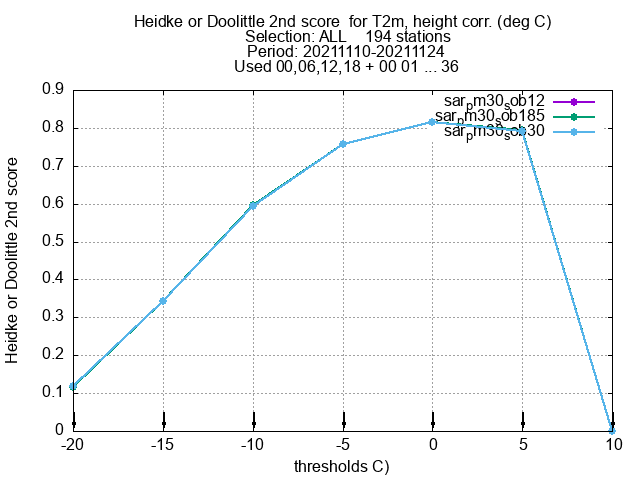 Heidke or Doolittle 2nd score for T2m, height corr. (deg C)
Selection: ALL 194 stations
Period: 20211110-20211124
Used 00,06,12,18 + 00 01 ... 36
sarpm30sob12
sarpm30sob185
sarpm30sob30
0.9
0.8
0.7
0.6
0.5
0.4
0.3
0.2
0.1
0
Heidke or Doolittle 2nd score
-20 -15 -10 -5 0 5 10
thresholds C)